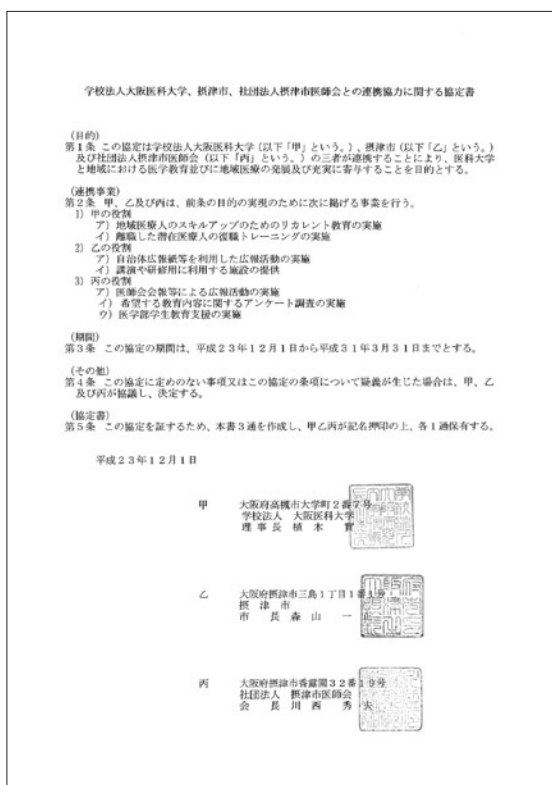 学校法人大阪医科大学、摂津市、社団法人摂津市医師会との連携協力に関する協定書
（目的）
第1条 この協定は学校法人大阪医科大学（以下「甲」という。）、摂津市（以下「乙」という。）
及び社団法人摂津市医師会（以下「丙」という。）の三者が連携することにより、医科大学
と地域における医学教育並びに地域医療の発展及び充実に寄与することを目的とする。
（連携事業）
第2条 甲、乙及び丙は、前条の目的の実現のために次に掲げる事業を行う。
1）甲の役割
ア）地域医療人のスキルアップのためのリカレント教育の実施
イ）離職した潜在医療人の復職トレーニングの実施
2）乙の役割
ア）自治体広報紙等を利用した広報活動の実施
イ）講演や研修用に利用する施設の提供
3）丙の役割
ア）医師会会報等による広報活動の実施
イ）希望する教育内容に関するアンケート調査の実施
ウ）医学部学生教育支援の実施
（期間）
第3条 この協定の期間は、平成23年12月1日から平成31年3月31日までとする。
（その他）
第4条 この協定に定めのない事項又はこの協定の条項について疑義が生じた場合は、甲、乙
及び丙が協議し、決定する。
（協定書）
第5条 この協定を証するため、本書3通を作成し、甲乙丙が記名押印の上、各1通保有する。
平成23年12月1日
甲 大阪府高槻市大学町2番7号
学校法人 大阪医科大学
理事長 植木 實
乙 大阪府摂津市三島1丁目1番1号
摂津市
市長 森山 一正
丙 大阪府摂津市香露園32番19号
社団法人 摂津市医師会
会長 川西 秀夫